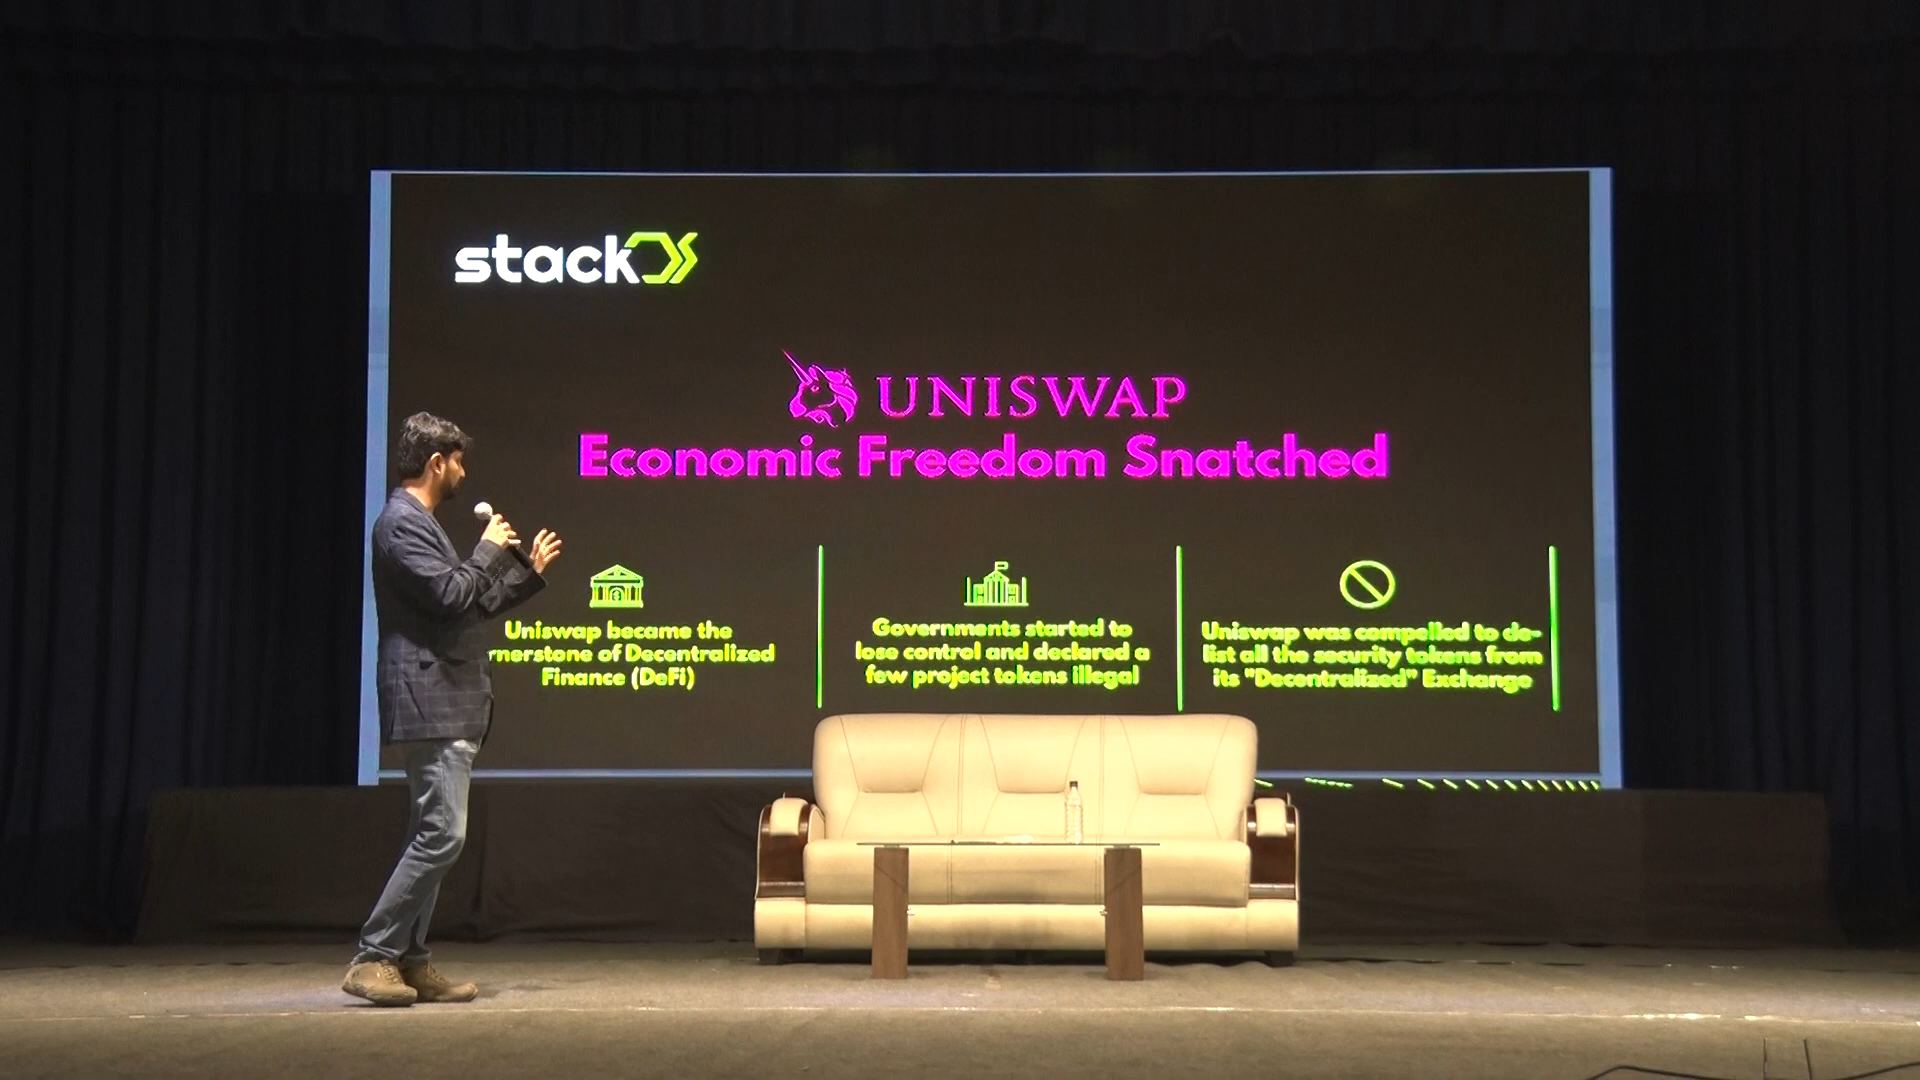 stackOS
UNISWAP
Economic Freedom Snatched
Uniswap became the
rnerstone of Decentralized
Finance (DeFi)
Governments started to
lose control and declared a
few project tokens illegal
Uniswap was compelled to de-
list all the security tokens from
its "Decentralized" Exchange